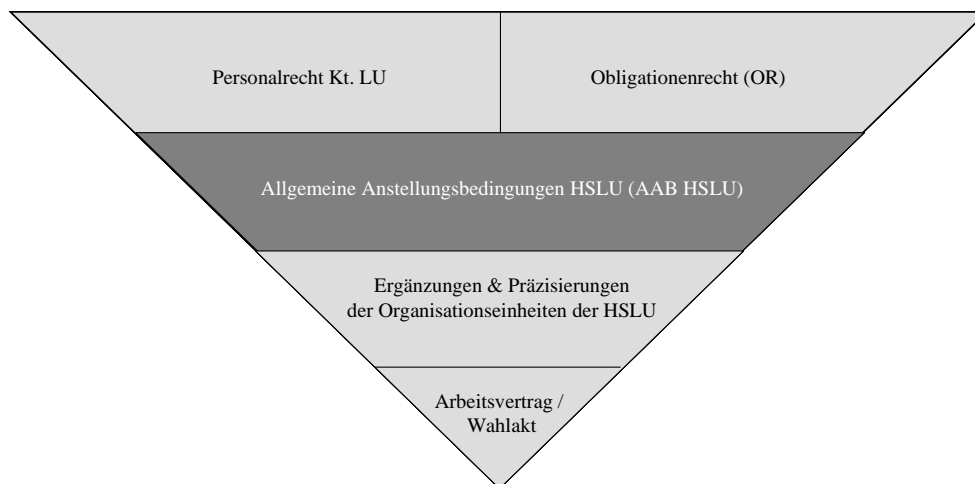 Personalrecht Kt. LU
Obligationenrecht (OR)
Allgemeine Anstellungsbedingungen HSLU (AAB HSLU)
Ergänzungen & Präzisierungen
der Organisationseinheiten der HSLU
Arbeitsvertrag /
Wahlakt